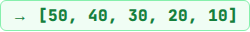 → [50, 40, 30, 20, 10]